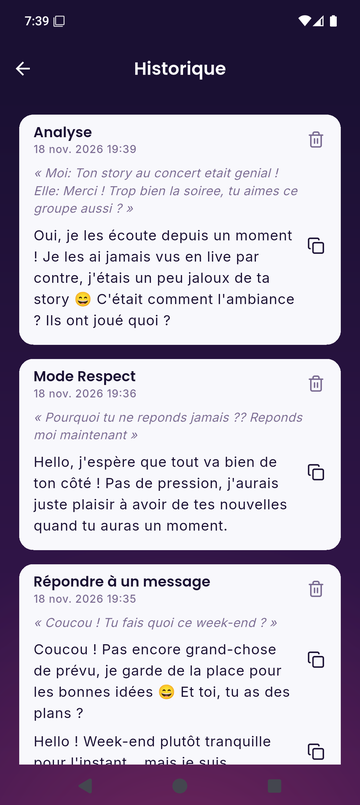 7:39
Historique
Analyse
18 nov. 2026 19:39
« Moi: Ton story au concert etait genial !
Elle: Merci ! Trop bien la soiree, tu aimes ce
groupe aussi ? »
Oui, je les écoute depuis un moment
! Je les ai jamais vus en live par
contre, j'étais un peu jaloux de ta
story 😄 C'était comment l'ambiance
? Ils ont joué quoi ?
Mode Respect
18 nov. 2026 19:36
« Pourquoi tu ne reponds jamais ?? Reponds
moi maintenant »
Hello, j'espère que tout va bien de
ton côté ! Pas de pression, j'aurais
juste plaisir à avoir de tes nouvelles
quand tu auras un moment.
Répondre à un message
18 nov. 2026 19:35
« Coucou ! Tu fais quoi ce week-end ? »
Coucou ! Pas encore grand-chose
de prévu, je garde de la place pour
les bonnes idées 😄 Et toi, tu as des
plans ?
Hello ! Week-end plutôt tranquille
pour l'instant... mais je suis